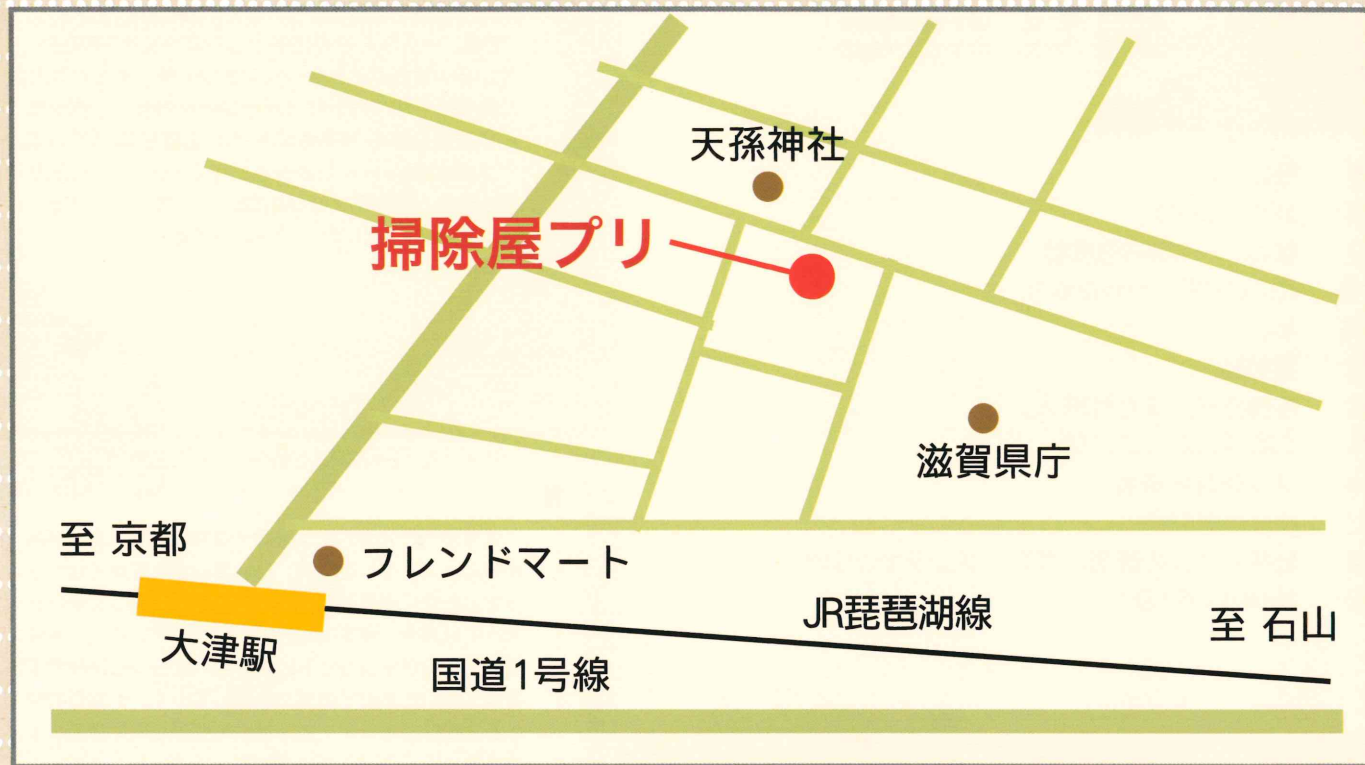 天孫神社
掃除屋プリ
滋賀県庁
至 京都
フレンドマート
JR琵琶湖線
至 石山
大津駅
国道1号線